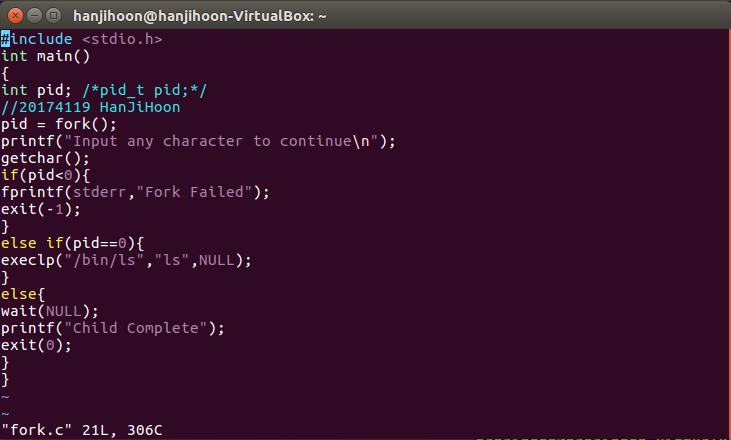 hanjihoon@hanjihoon-VirtualBox: ~
#include <stdio.h>
int main()
{
int pid; /*pid_t pid;*/
//20174119 HanJiHoon
pid = fork();
printf("Input any character to continue\n");
getchar();
if(pid<0){
fprintf(stderr,"Fork Failed");
exit(-1);
}
else if(pid==0){
execlp("/bin/ls","ls",NULL);
}
else{
wait(NULL);
printf("Child Complete");
exit(0);
}
}
~
~
"fork.c" 21L, 306C